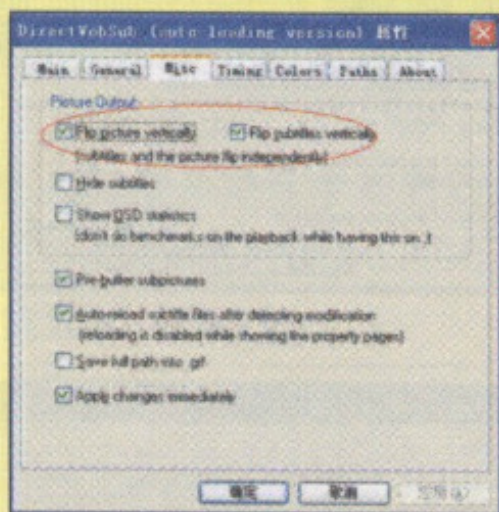 DirectVobSub (auto loading version) 属性
Main General Misc Timing Colors Paths About
Picture Output:
Flip picture vertically Flip subtitles vertically
(subtitles and the picture flip independently)
Hide subtitles
Show OSD statistics
(don't do benchmarks on the playback while having this on...)
Pre-buffer subpictures
Auto-reload subtitle files after detecting modification
(reloading is disabled while showing the property pages)
Save full path into .grf
Apply changes immediately
确定 取消 应用(A)